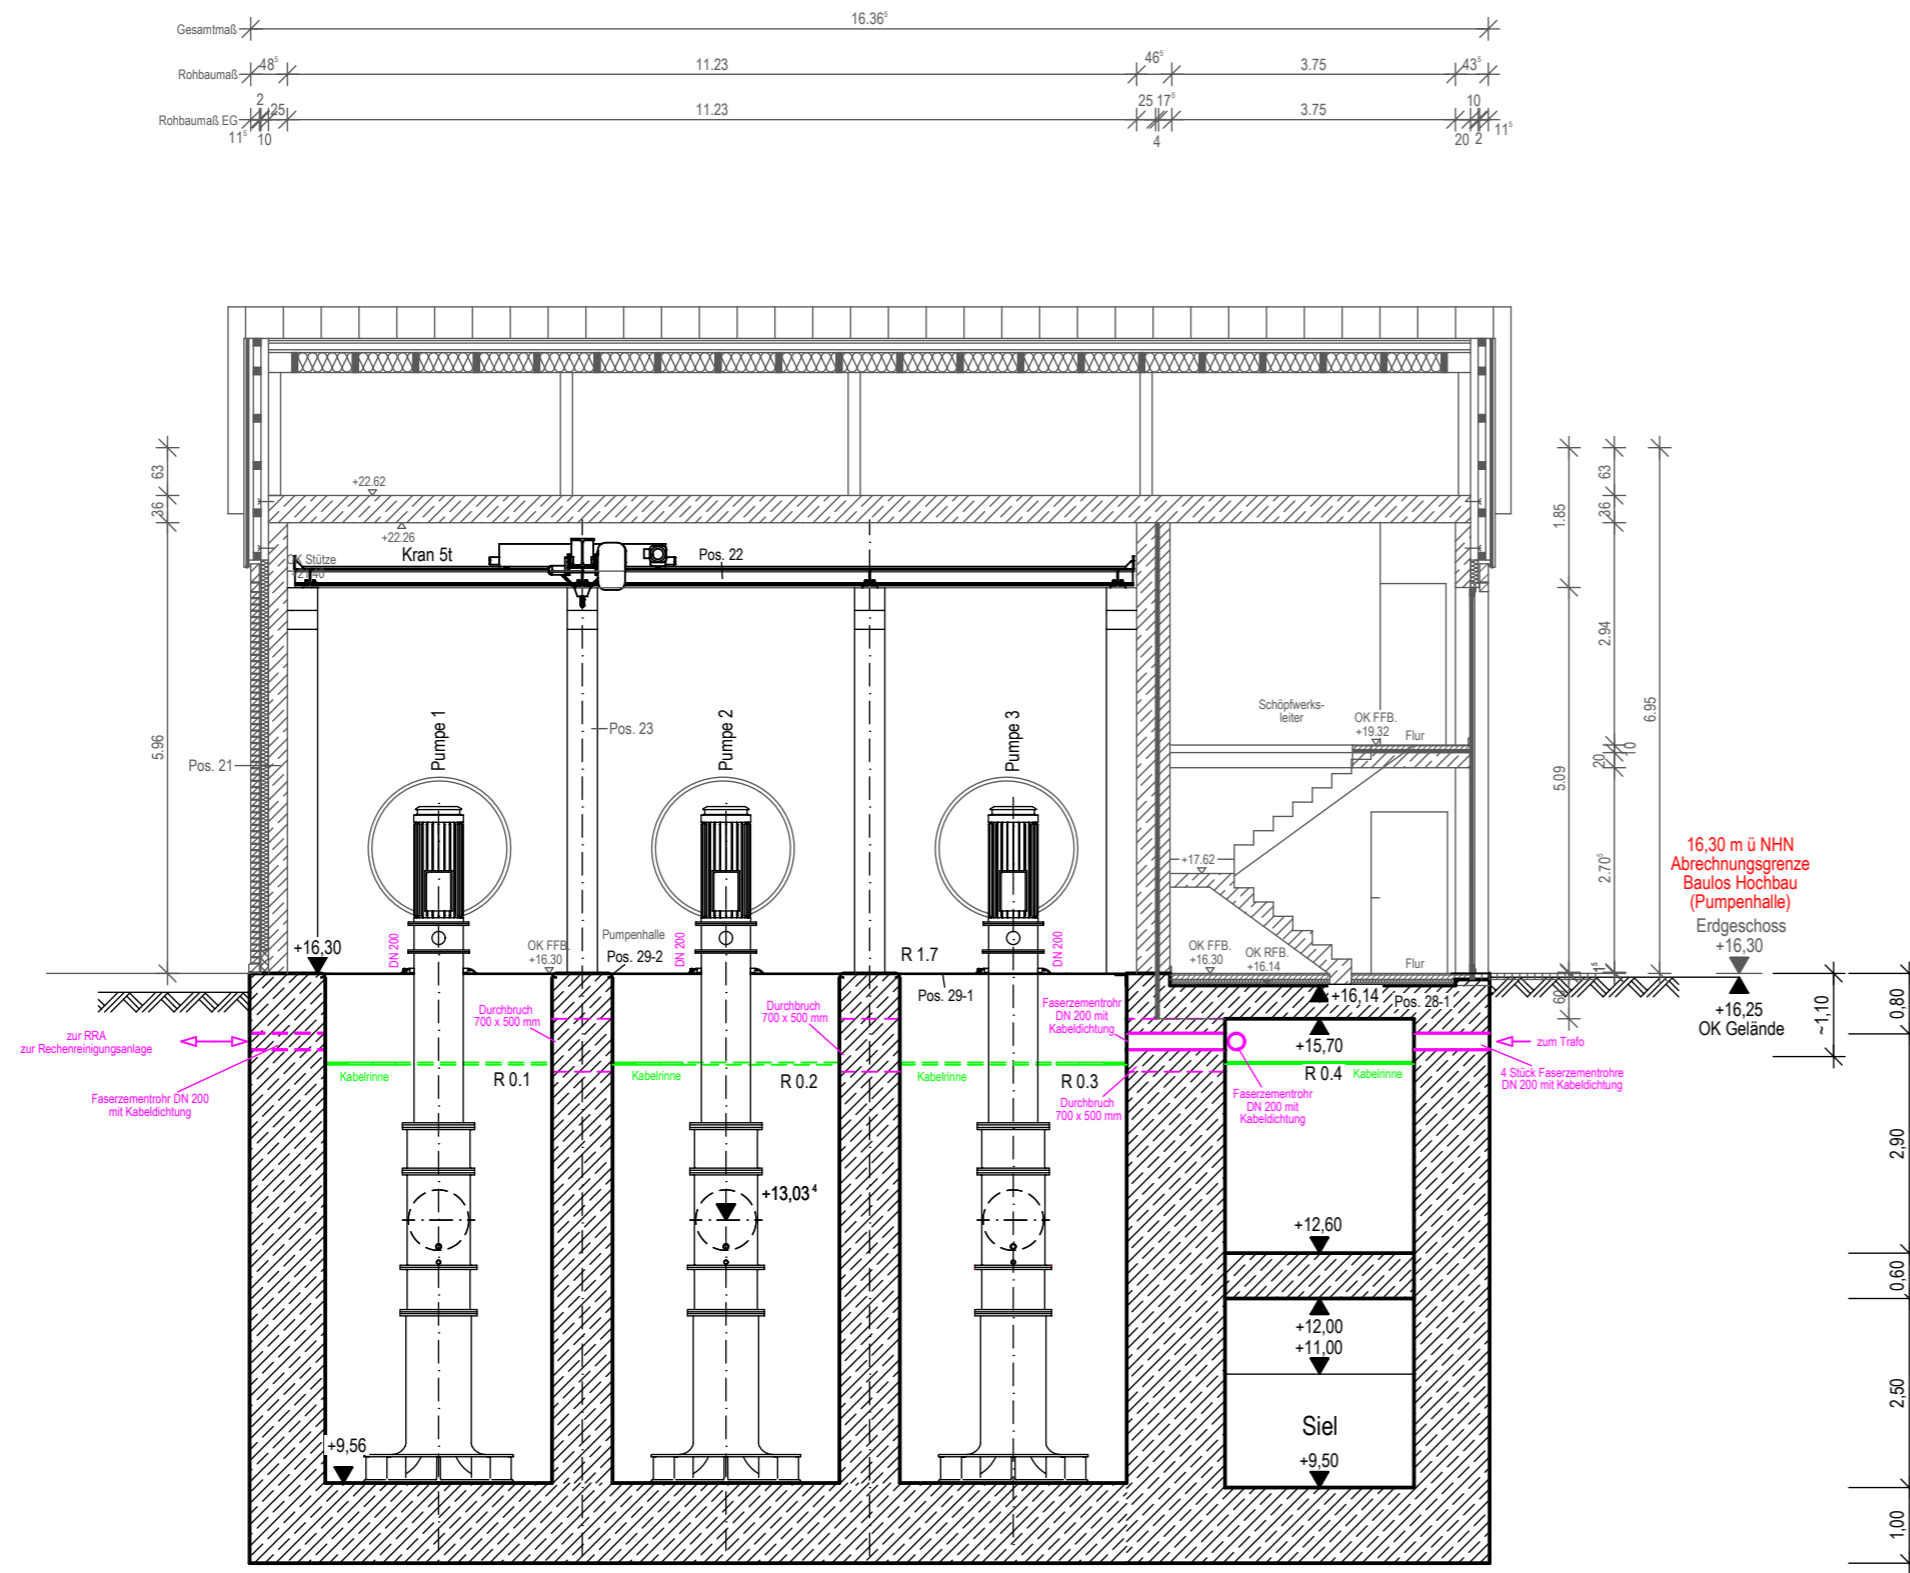 Gesamtmaß
16.36⁵
Rohbaumaß
48⁵
11.23
46⁵
3.75
43⁵
Rohbaumaß EG
11⁵
2
10
25
11.23
25
4
17⁵
3.75
20
10
2
11⁵
63
36
5.96
+22.62
+22.26
Kran 5t
Pos. 22
Pos. 21
Pos. 23
Pumpe 1
Pumpe 2
Pumpe 3
Schöpfwerks-
leiter
OK FFB.
+19.32
Flur
+17.62
1.85
5.09
63
36
2.94
20
10
2.70⁵
6.95
16,30 m ü NHN
Abrechnungsgrenze
Baulos Hochbau
(Pumpenhalle)
Erdgeschoss
+16,30
+16,25
OK Gelände
~1,10
0,80
2,90
0,60
2,50
1,00
+16,30
DN 200
OK FFB.
+16.30
Pumpenhalle
Pos. 29-2
DN 200
R 1.7
Pos. 29-1
DN 200
OK FFB.
+16.30
OK RFB.
+16.14
Flur
+16,14
Pos. 28-1
zur RRA
zur Rechenreinigungsanlage
Faserzementrohr DN 200
mit Kabeldichtung
Durchbruch
700 x 500 mm
Durchbruch
700 x 500 mm
Faserzementrohr
DN 200 mit
Kabeldichtung
+15,70
zum Trafo
4 Stück Faserzementrohre
DN 200 mit Kabeldichtung
Kabelrinne
R 0.1
Kabelrinne
R 0.2
Kabelrinne
R 0.3
R 0.4
Kabelrinne
Durchbruch
700 x 500 mm
Faserzementrohr
DN 200 mit
Kabeldichtung
+13,03⁴
+12,60
+12,00
+11,00
Siel
+9,50
+9,56